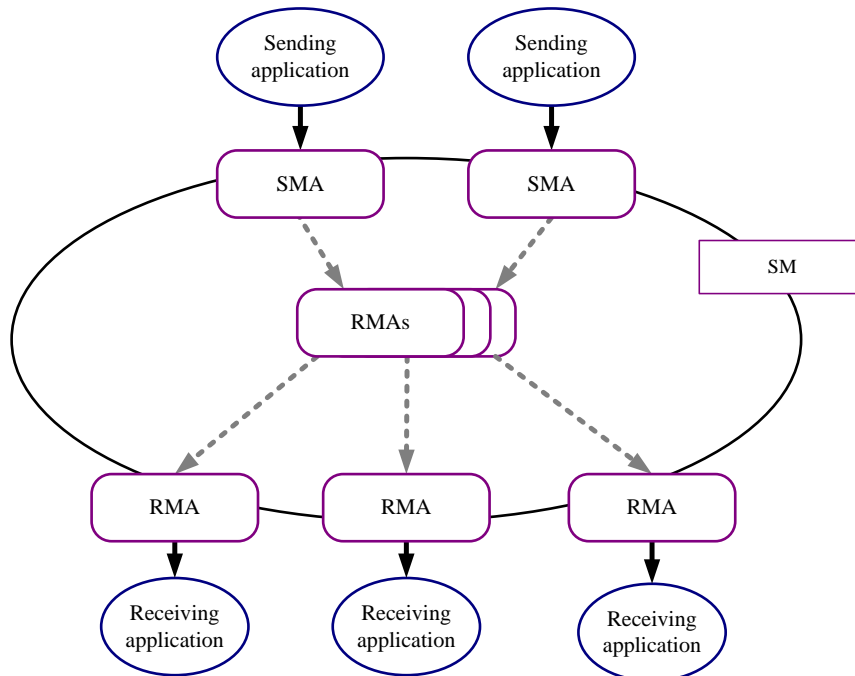 Sending
application
Sending
application
SMA
SMA
SM
RMAs
RMA
RMA
RMA
Receiving
application
Receiving
application
Receiving
application